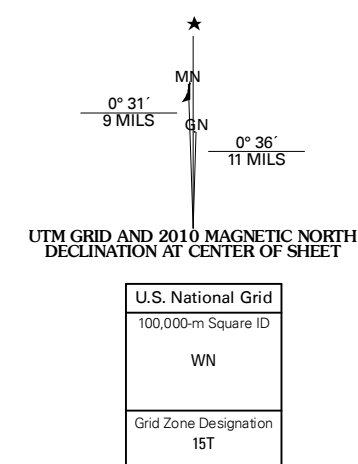 ★
MN
0° 31´
9 MILS
GN
0° 36´
11 MILS
UTM GRID AND 2010 MAGNETIC NORTH
DECLINATION AT CENTER OF SHEET
U.S. National Grid
100,000-m Square ID
WN
Grid Zone Designation
15T